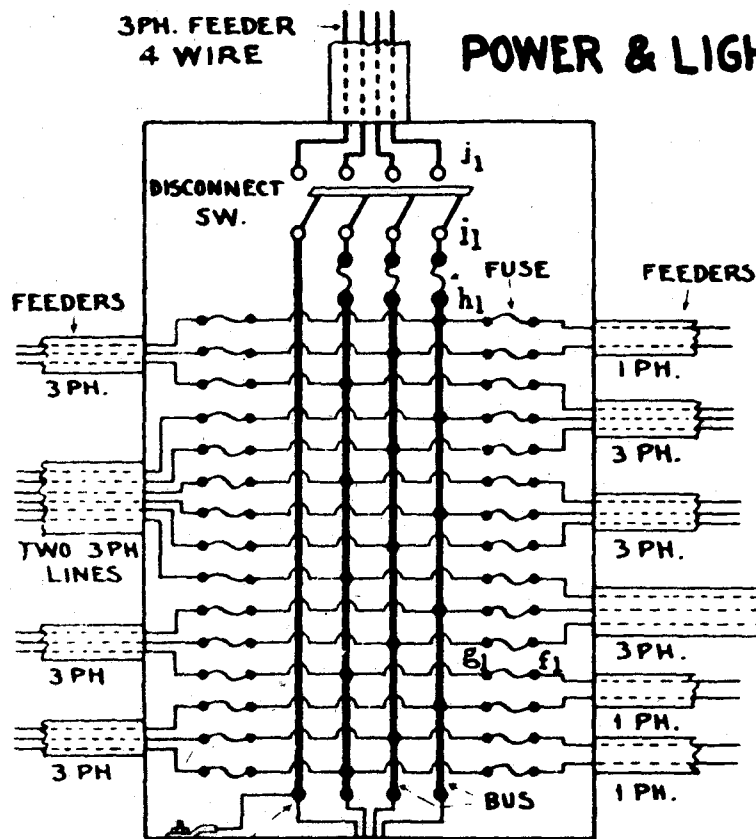 3PH. FEEDER
4 WIRE
POWER & LIGH
j1
DISCONNECT
SW.
j1
FUSE
h1
FEEDERS
FEEDERS
3 PH.
1 PH.
3 PH.
TWO 3PH
LINES
3 PH.
g1
f1
3 PH
3 PH.
1 PH.
3 PH
BUS
1 PH.